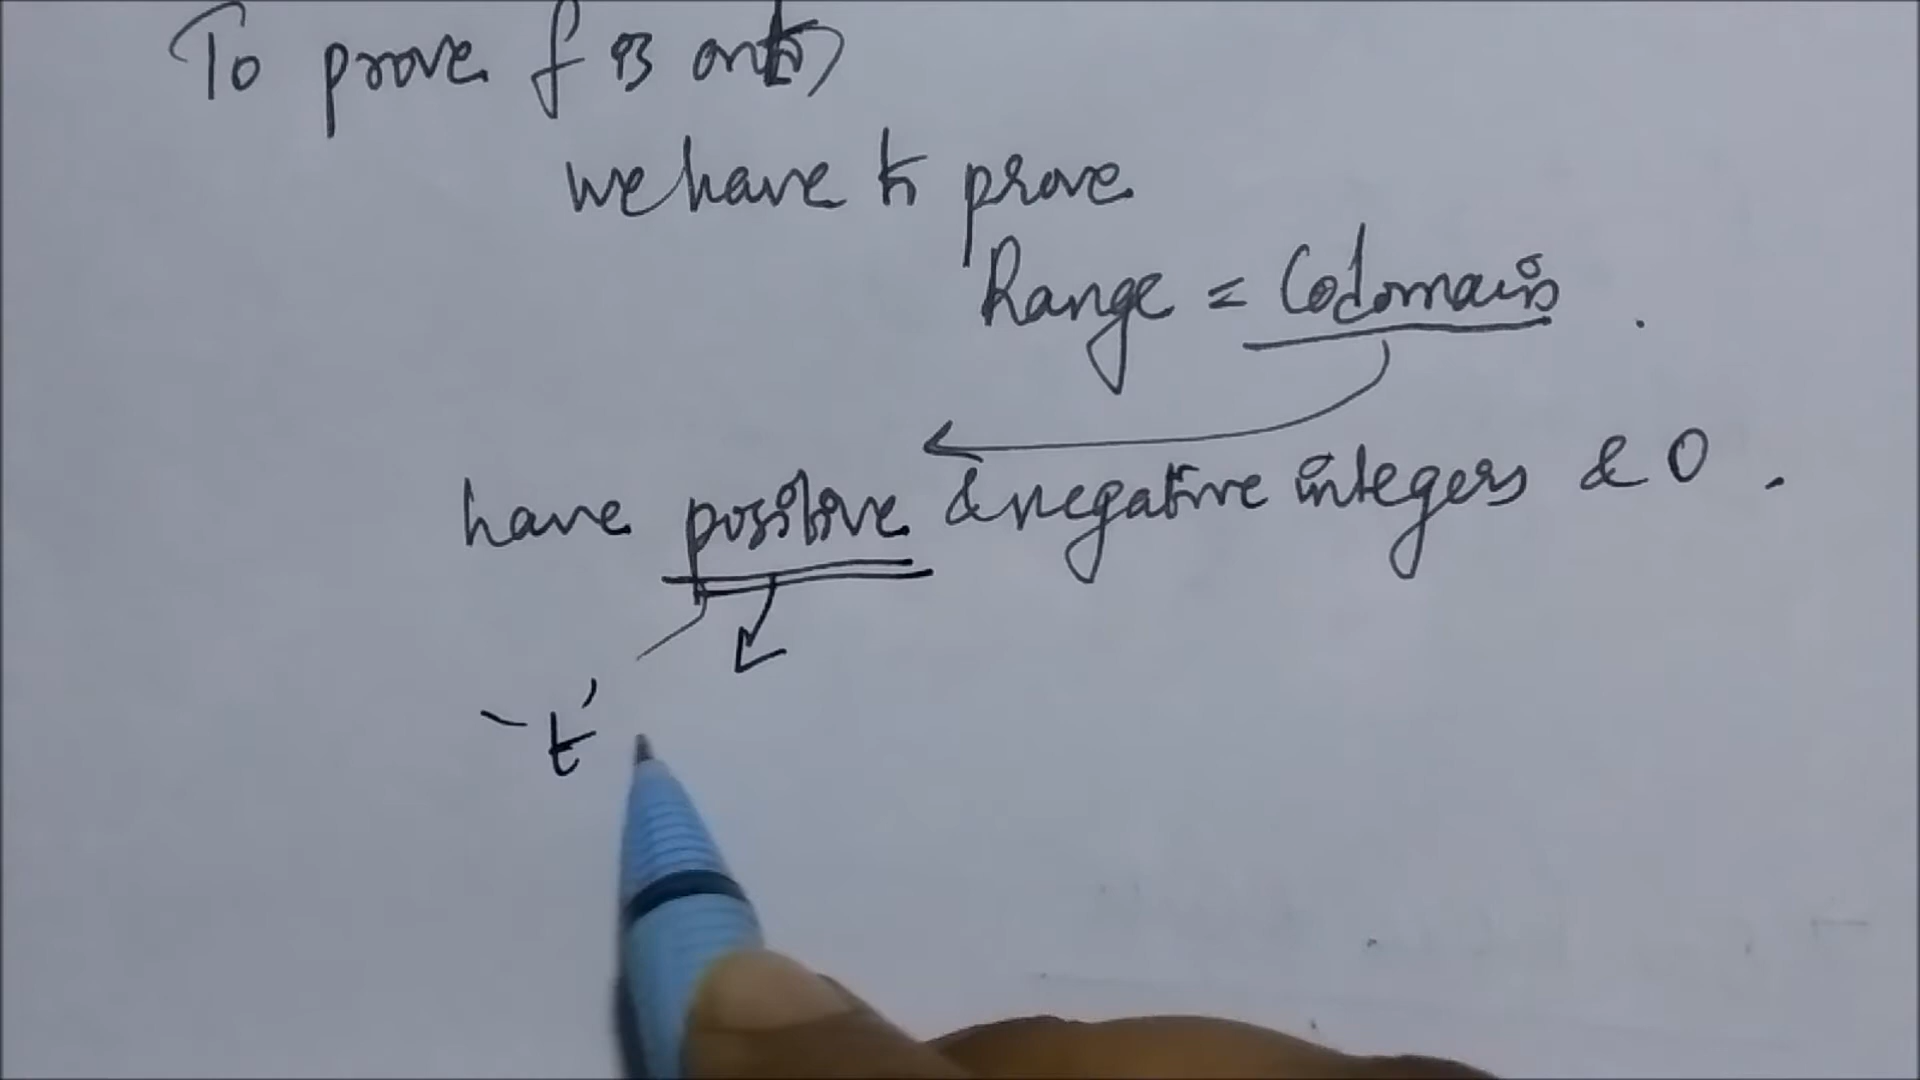 To prove f is onto
we have to prove
Range = Codomain .
have positive & negative integers & 0 .
't'